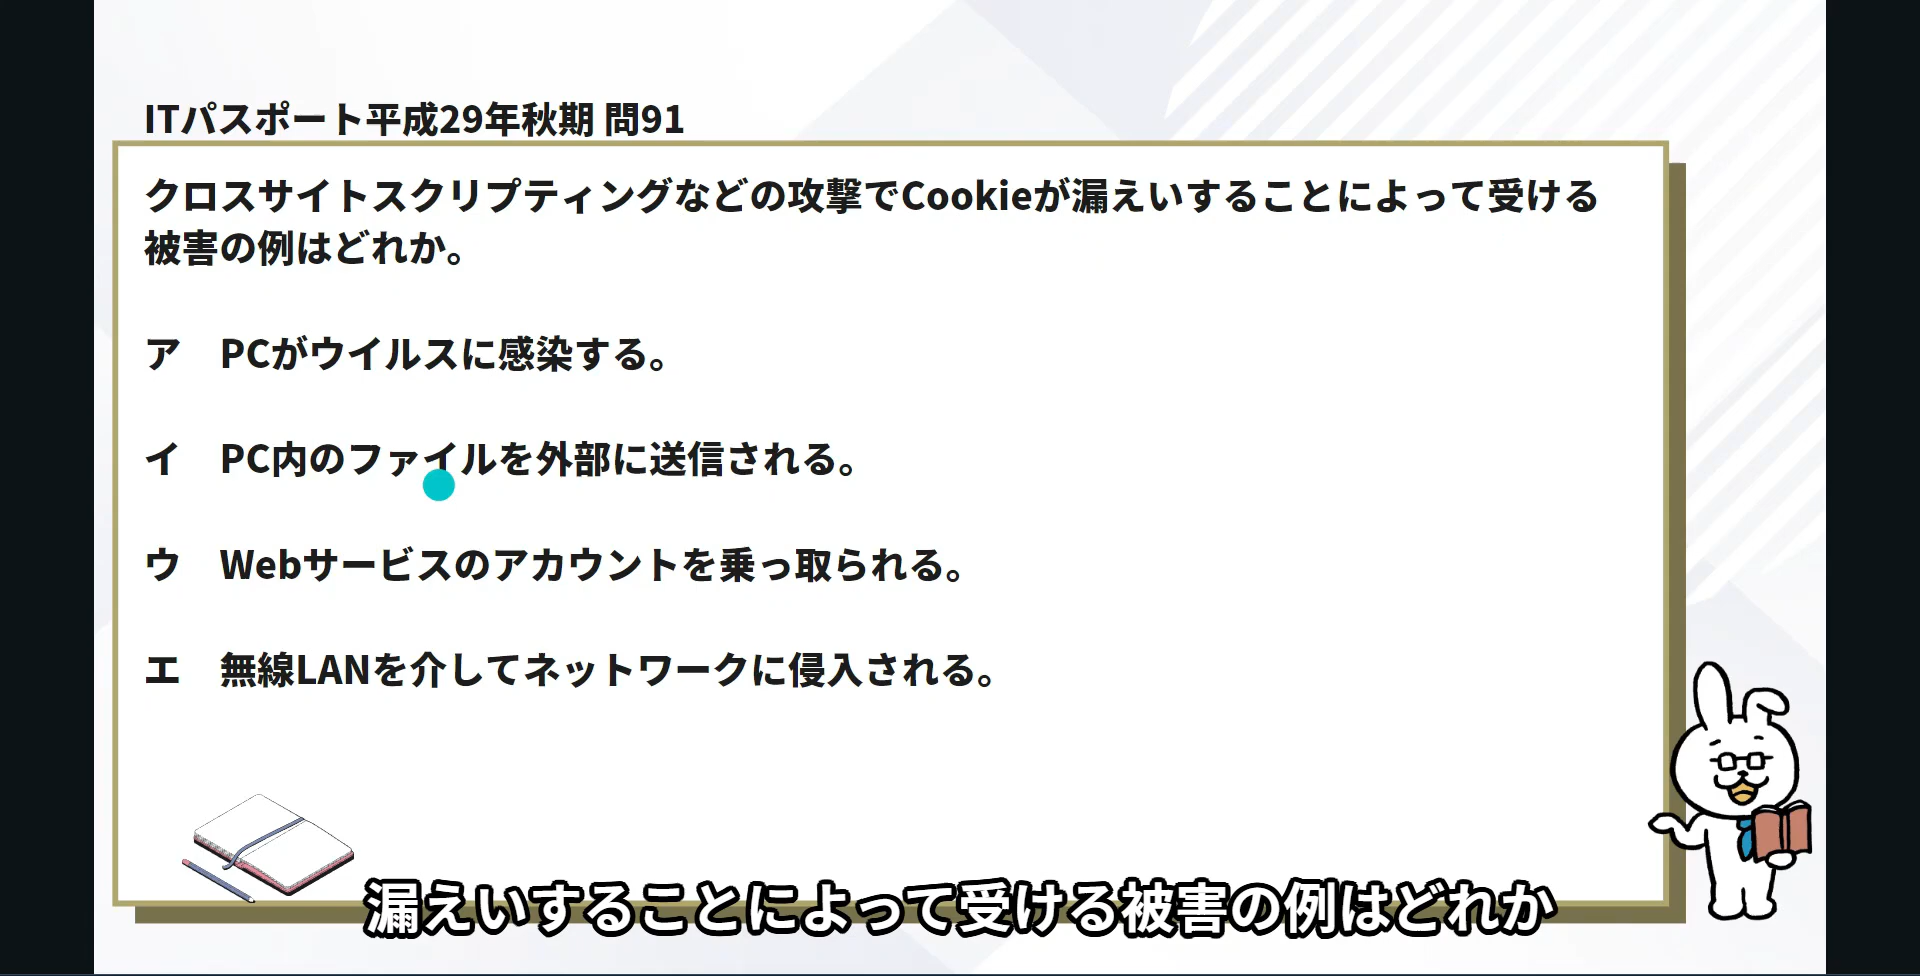 ITパスポート平成29年秋期 問91
クロスサイトスクリプティングなどの攻撃でCookieが漏えいすることによって受ける
被害の例はどれか。
ア　PCがウイルスに感染する。
イ　PC内のファイルを外部に送信される。
ウ　Webサービスのアカウントを乗っ取られる。
エ　無線LANを介してネットワークに侵入される。
漏えいすることによって受ける被害の例はどれか